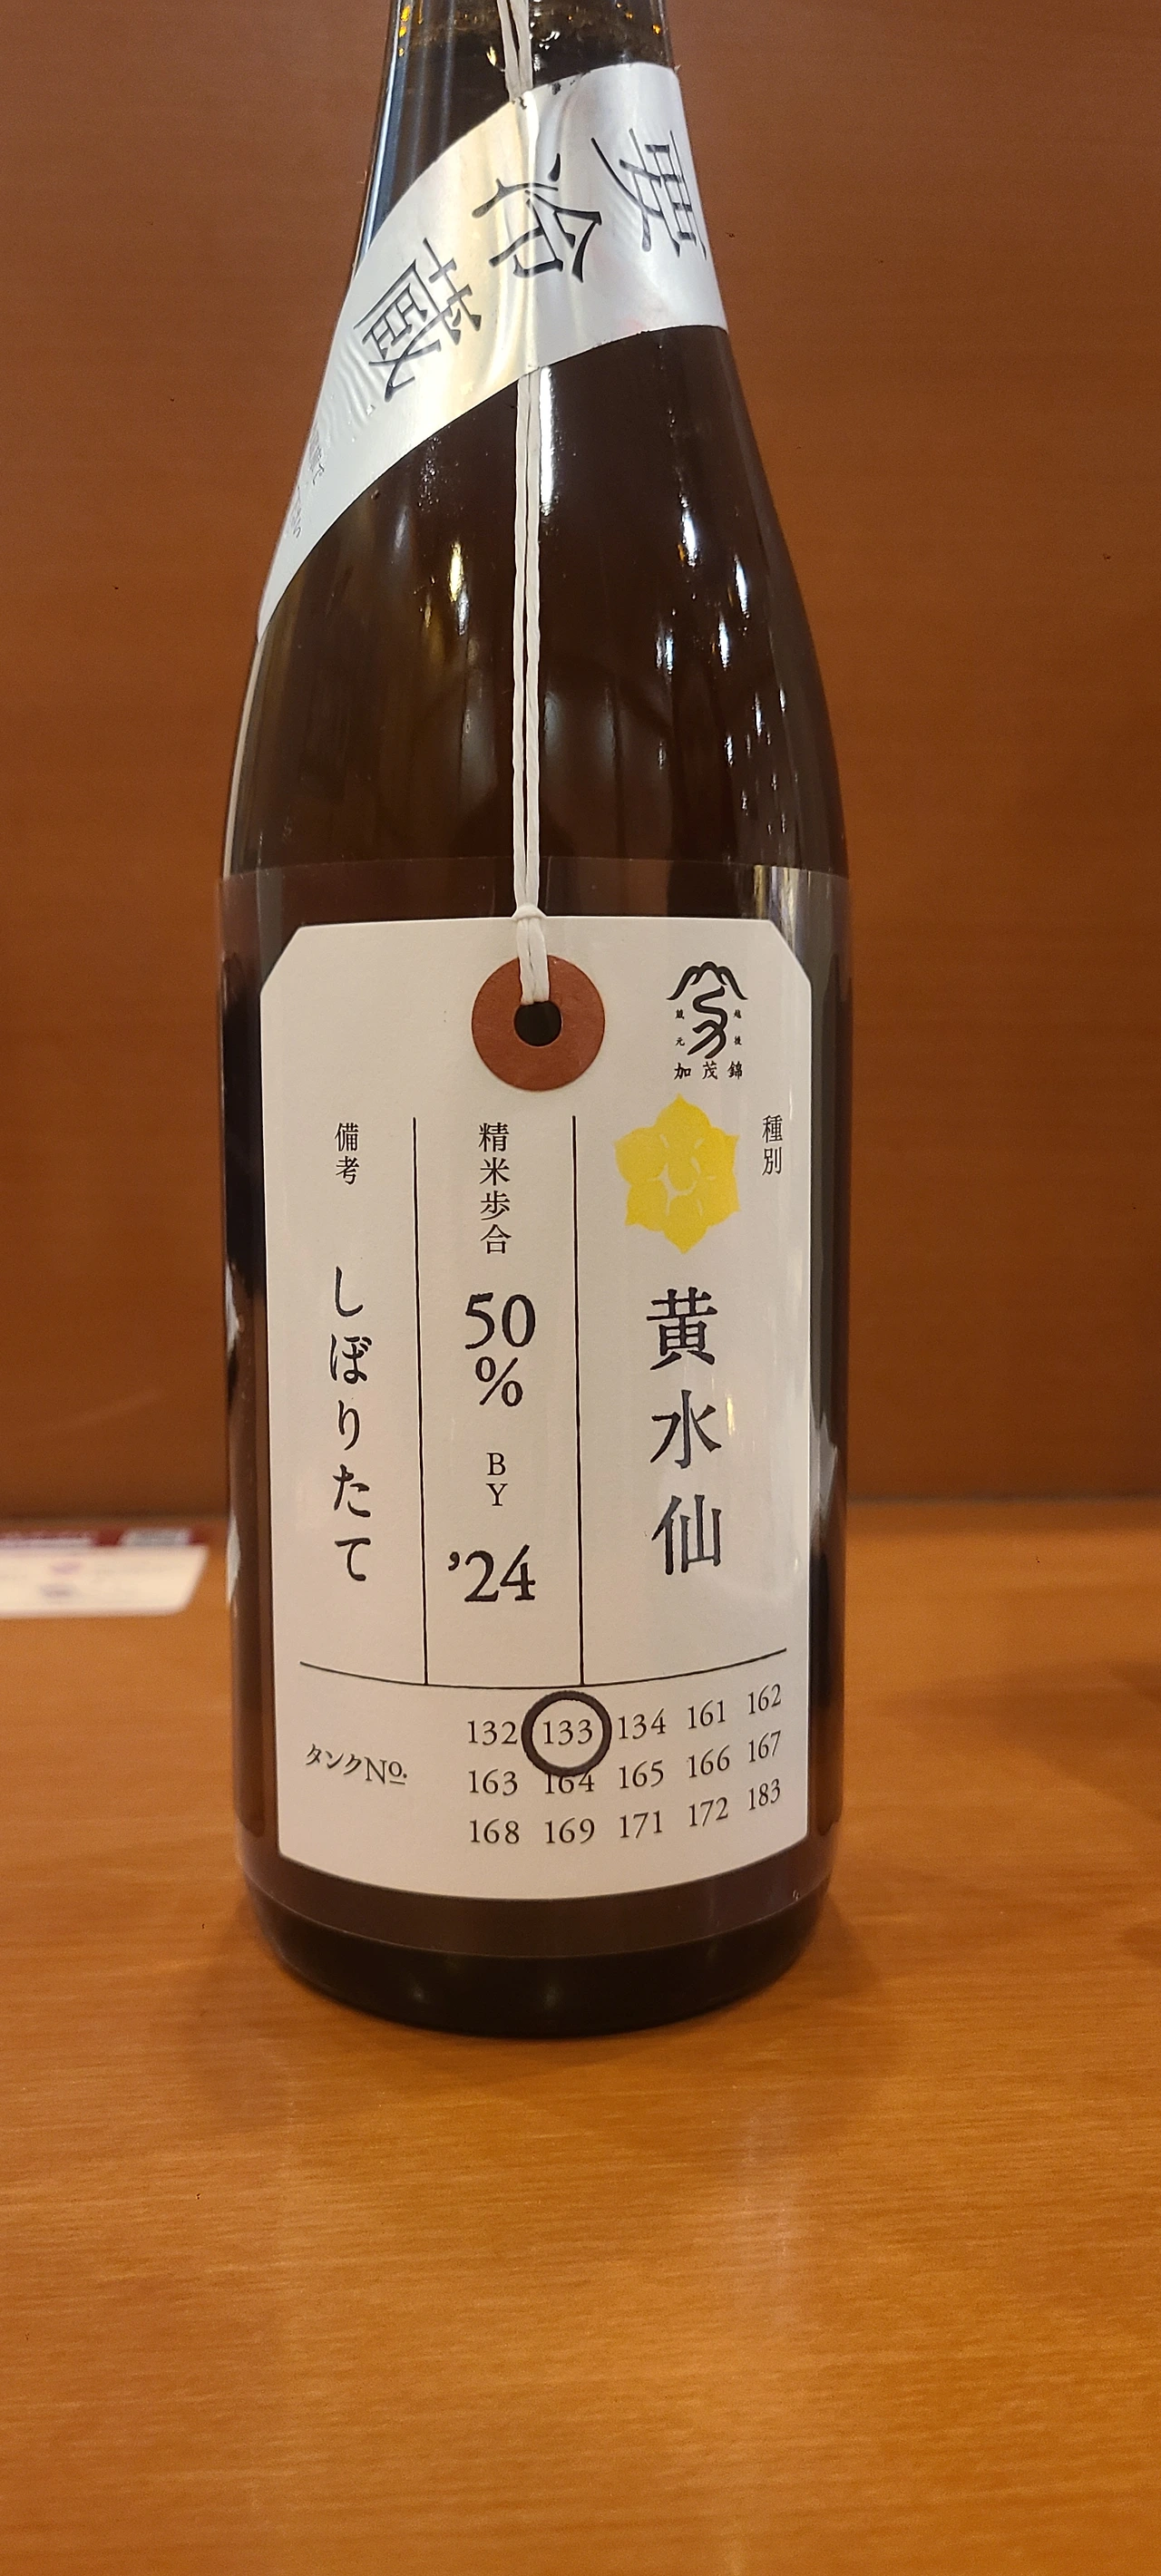 要冷蔵
越後
蔵元
加茂錦
種別
黄水仙
精米歩合
50
%
BY
’24
備考
しぼりたて
タンクNo.
132 133 134 161 162
163 164 165 166 167
168 169 171 172 183